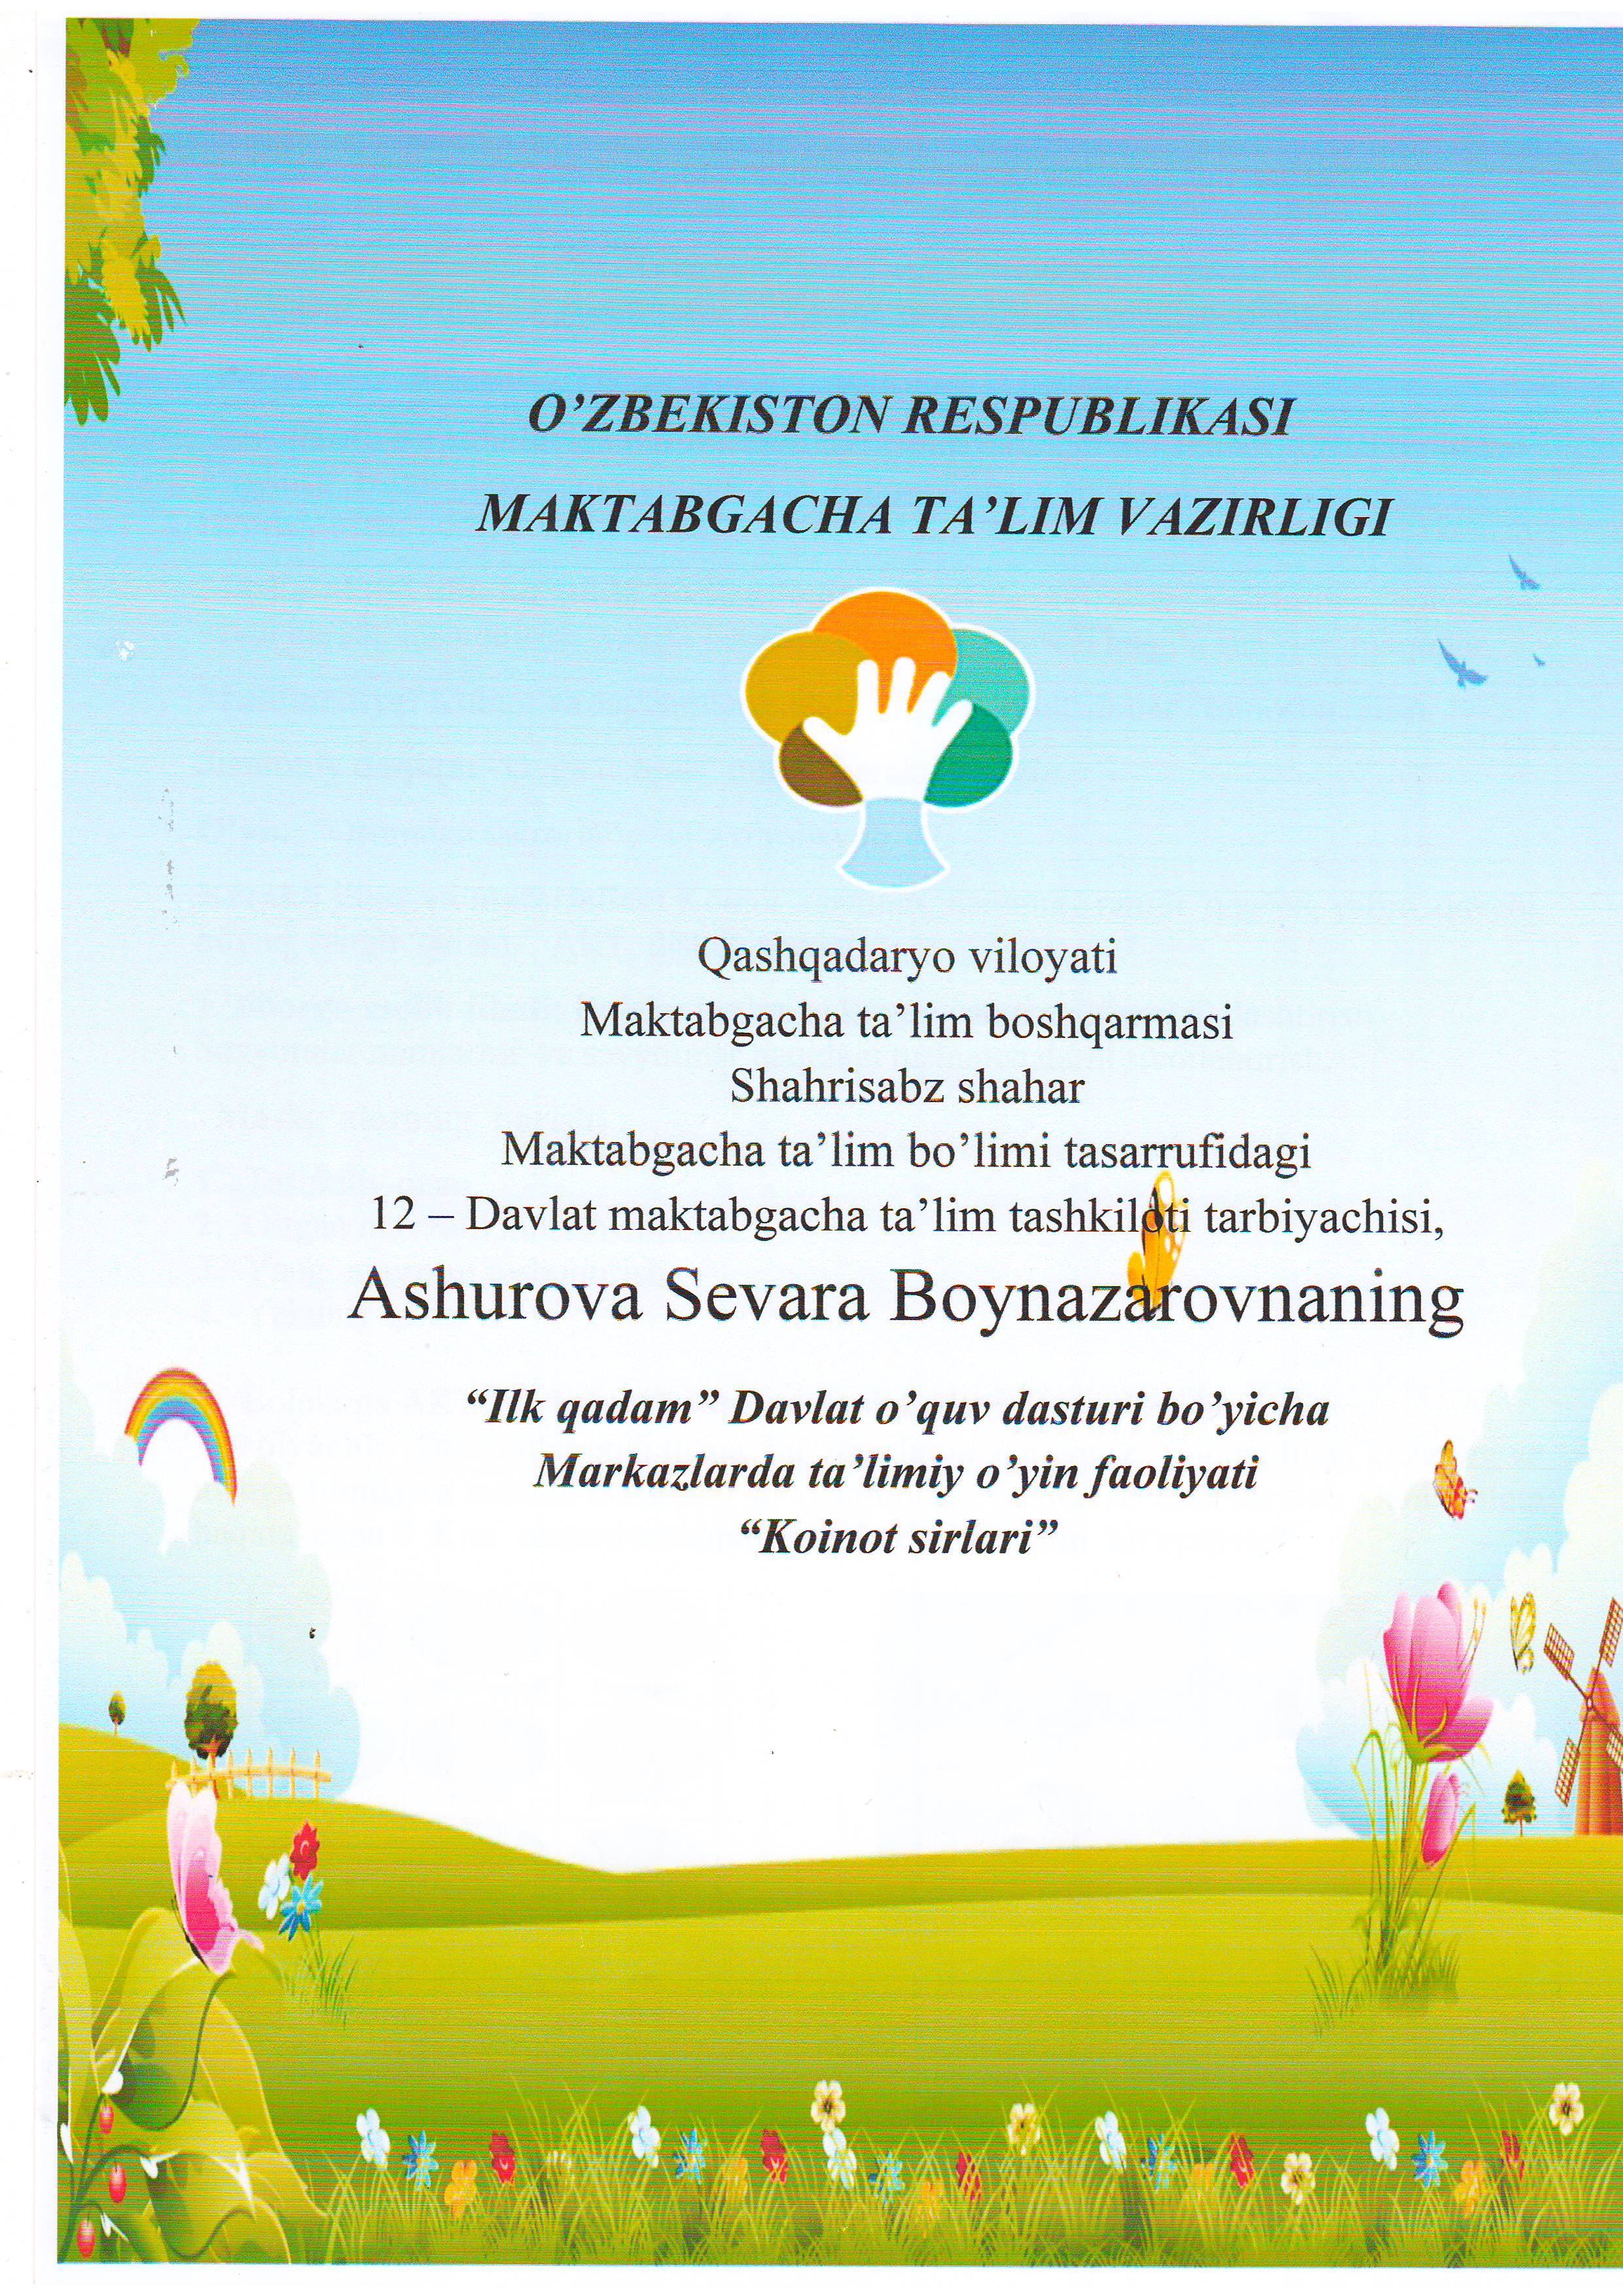 O’ZBEKISTON RESPUBLIKASI
MAKTABGACHA TA’LIM VAZIRLIGI
Qashqadaryo viloyati
Maktabgacha ta’lim boshqarmasi
Shahrisabz shahar
Maktabgacha ta’lim bo’limi tasarrufidagi
12 – Davlat maktabgacha ta’lim tashkiloti tarbiyachisi,
Ashurova Sevara Boynazarovnaning
“Ilk qadam” Davlat o’quv dasturi bo’yicha
Markazlarda ta’limiy o’yin faoliyati
“Koinot sirlari”